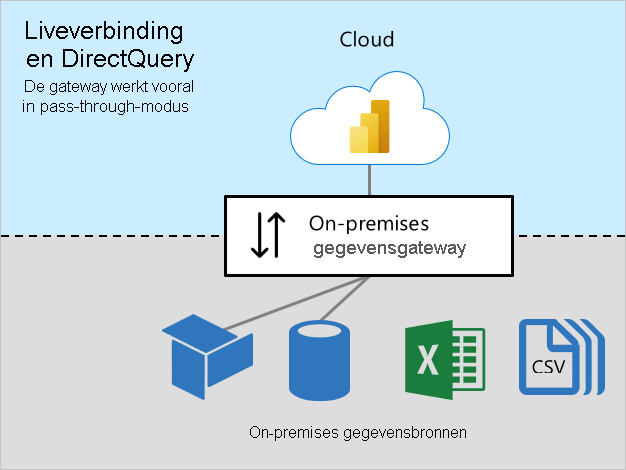 Liveverbinding
en DirectQuery
De gateway werkt vooral
in pass-through-modus
Cloud
On-premises
gegevensgateway
X
CSV
On-premises gegevensbronnen